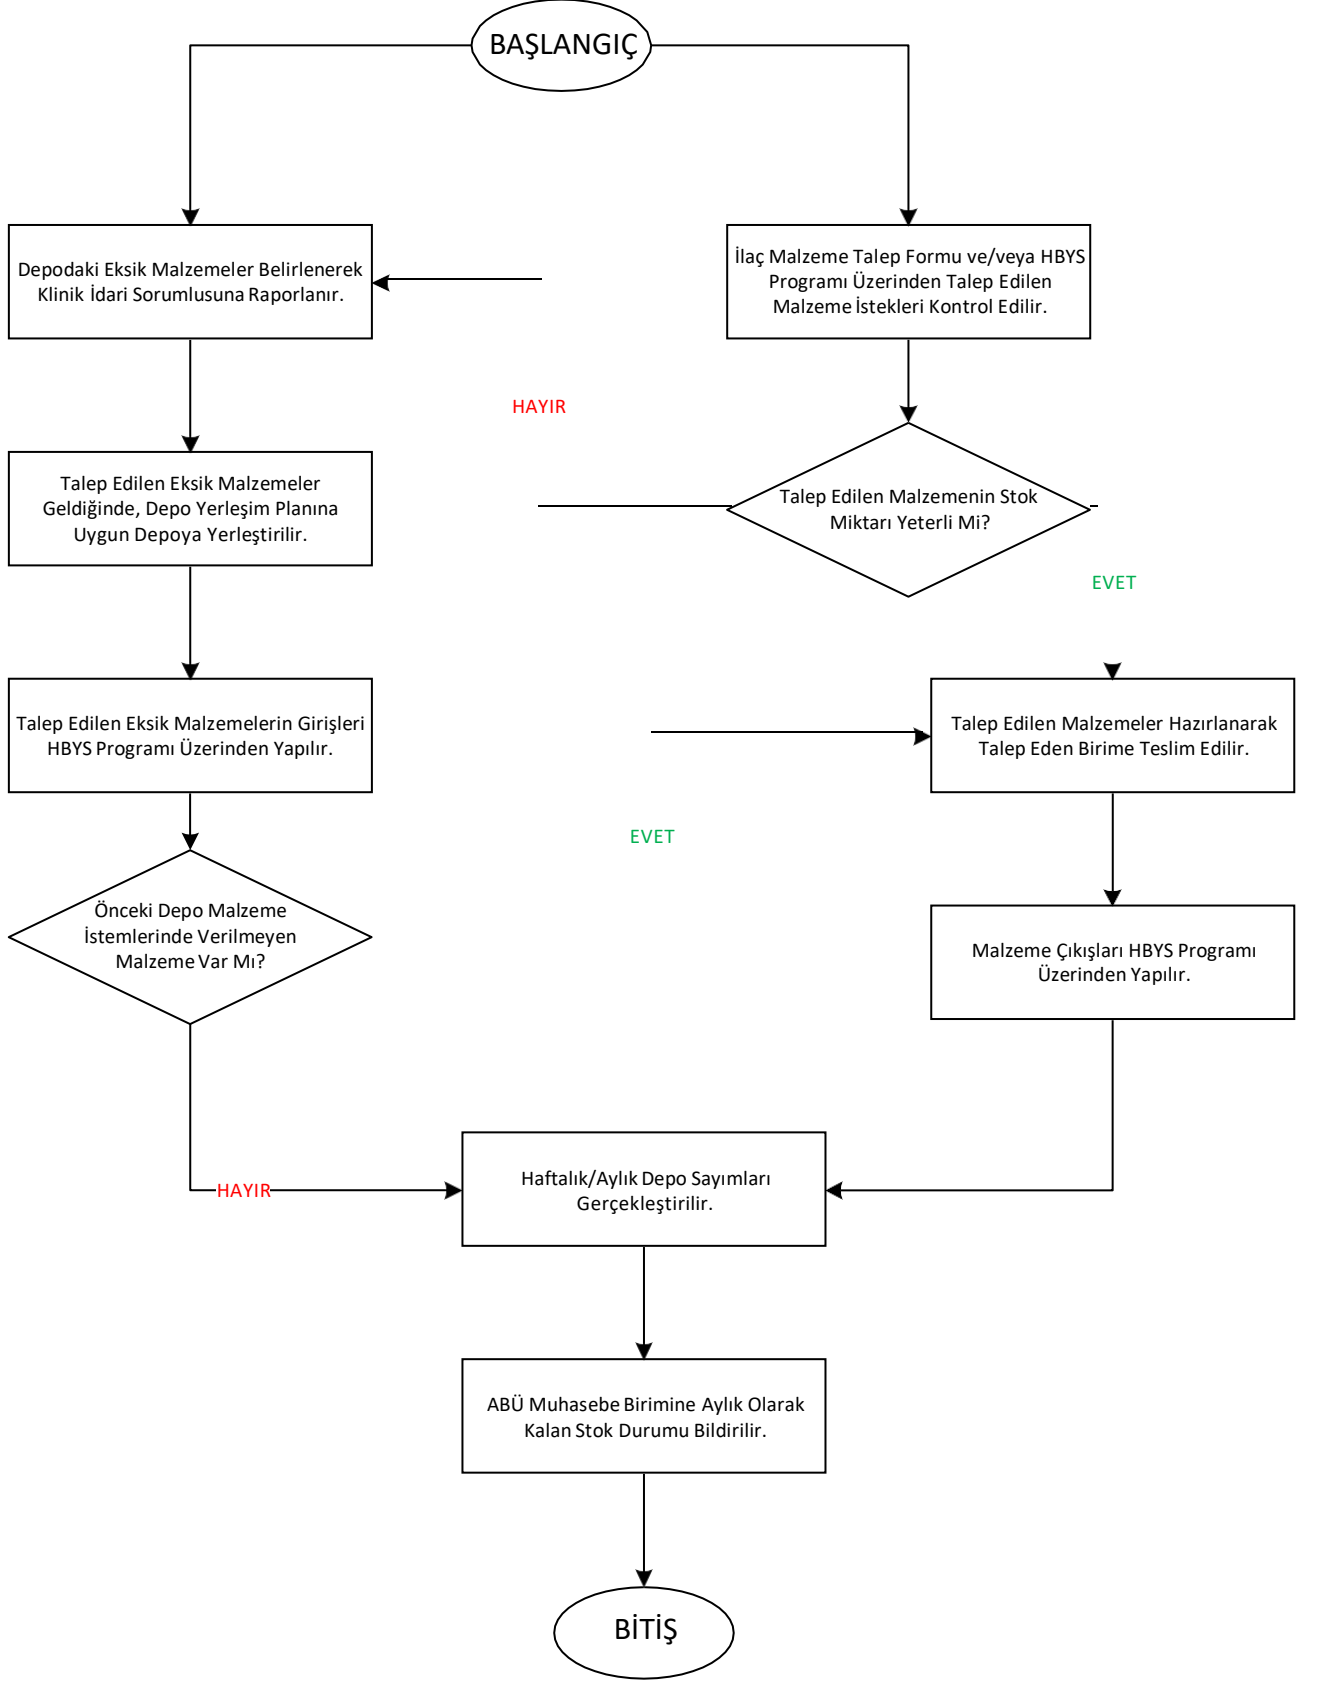 BAŞLANGIÇ
Depodaki Eksik Malzemeler Belirlenerek
Klinik İdari Sorumlusuna Raporlanır.
İlaç Malzeme Talep Formu ve/veya HBYS
Programı Üzerinden Talep Edilen
Malzeme İstekleri Kontrol Edilir.
HAYIR
Talep Edilen Eksik Malzemeler
Geldiğinde, Depo Yerleşim Planına
Uygun Depoya Yerleştirilir.
Talep Edilen Malzemenin Stok
Miktarı Yeterli Mi?
EVET
Talep Edilen Eksik Malzemelerin Girişleri
HBYS Programı Üzerinden Yapılır.
Talep Edilen Malzemeler Hazırlanarak
Talep Eden Birime Teslim Edilir.
EVET
Önceki Depo Malzeme
İstemlerinde Verilmeyen
Malzeme Var Mı?
Malzeme Çıkışları HBYS Programı
Üzerinden Yapılır.
HAYIR
Haftalık/Aylık Depo Sayımları
Gerçekleştirilir.
ABÜ Muhasebe Birimine Aylık Olarak
Kalan Stok Durumu Bildirilir.
BİTİŞ